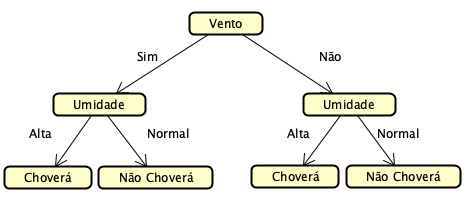 Vento
Sim
Não
Umidade
Umidade
Alta
Normal
Alta
Normal
Choverá
Não Choverá
Choverá
Não Choverá